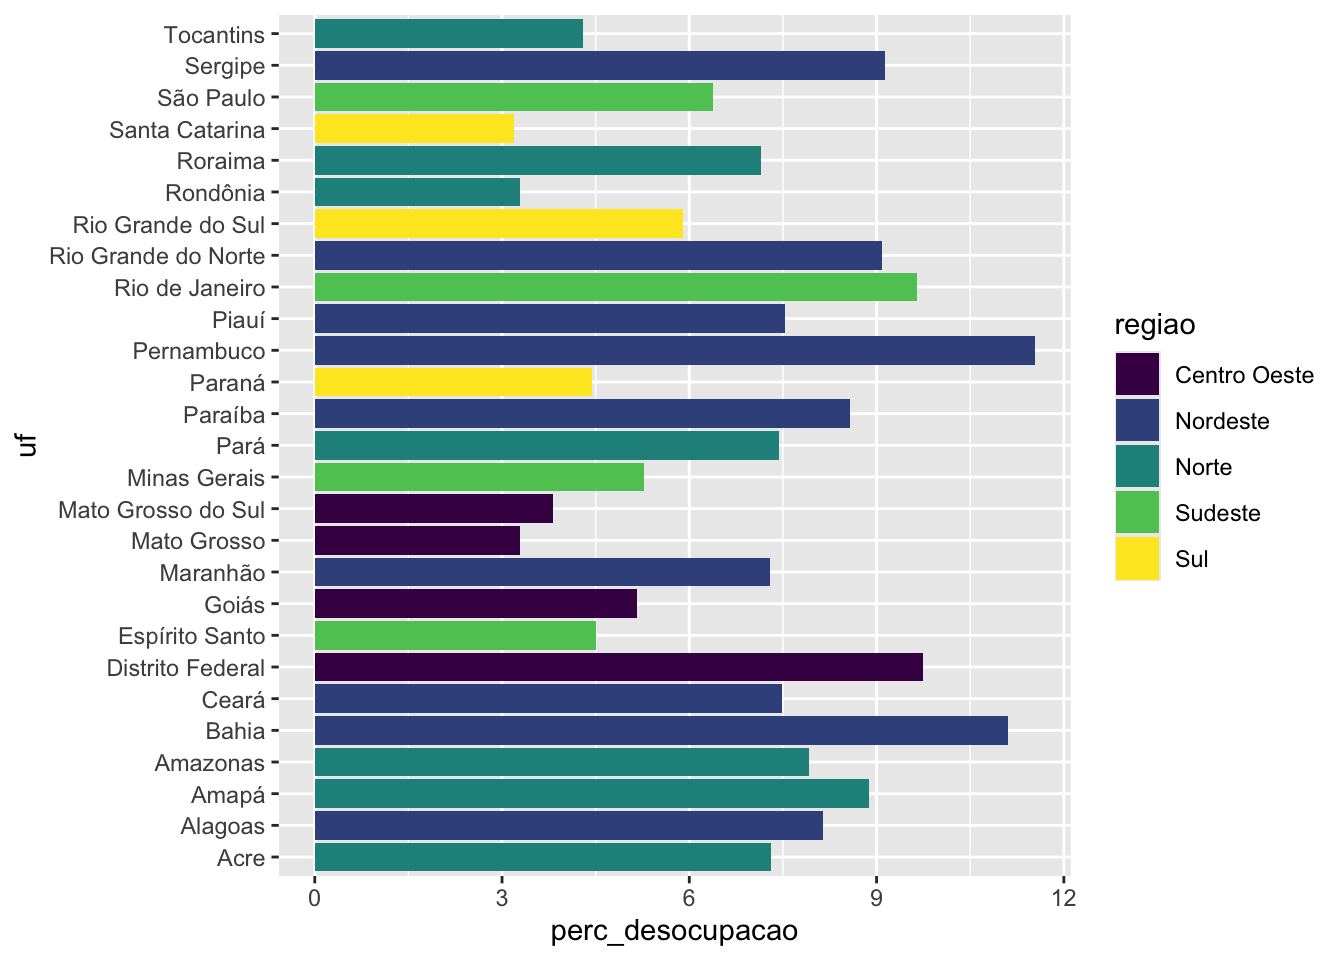 Tocantins
Sergipe
São Paulo
Santa Catarina
Roraima
Rondônia
Rio Grande do Sul
Rio Grande do Norte
Rio de Janeiro
Piauí
Pernambuco
Paraná
Paraíba
Pará
Minas Gerais
Mato Grosso do Sul
Mato Grosso
Maranhão
Goiás
Espírito Santo
Distrito Federal
Ceará
Bahia
Amazonas
Amapá
Alagoas
Acre
uf
0 3 6 9 12
perc_desocupacao
regiao
Centro Oeste
Nordeste
Norte
Sudeste
Sul